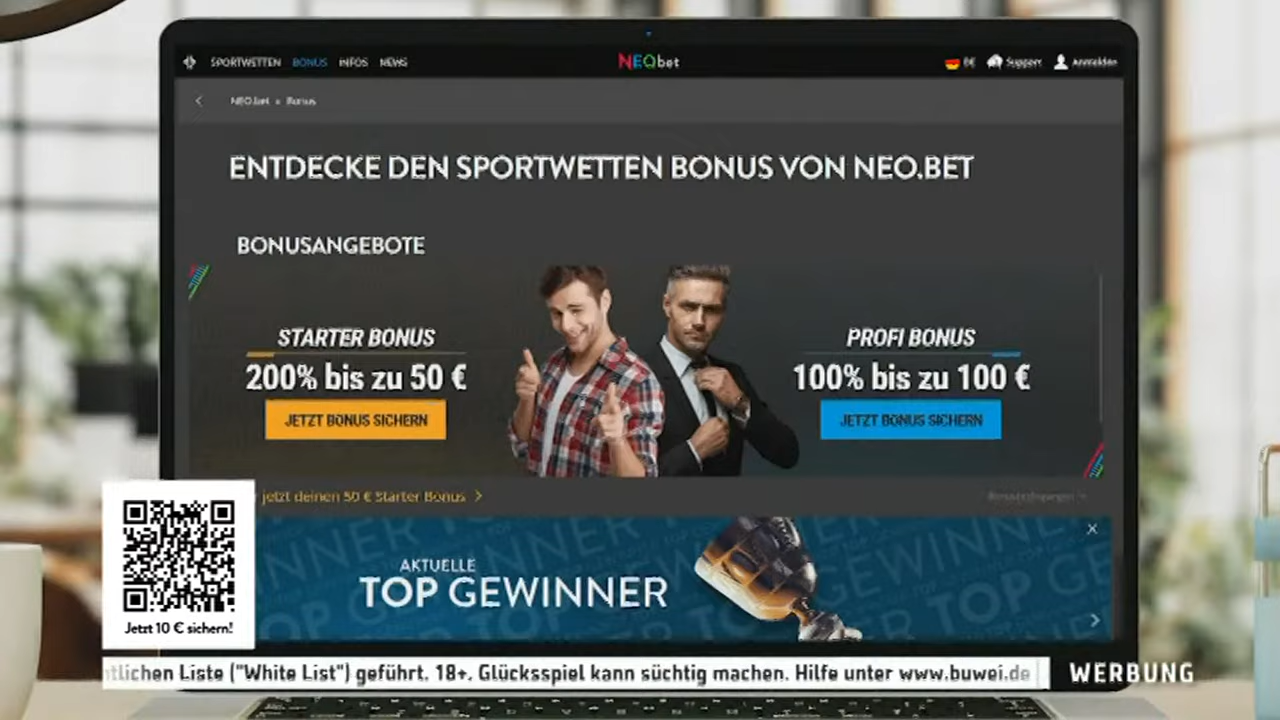 SPORTWETTEN BONUS INFOS NEWS
NEObet
DE Support Anmelden
NEO.bet » Bonus
ENTDECKE DEN SPORTWETTEN BONUS VON NEO.BET
BONUSANGEBOTE
STARTER BONUS
200% bis zu 50 €
JETZT BONUS SICHERN
PROFI BONUS
100% bis zu 100 €
JETZT BONUS SICHERN
jetzt deinen 50 € Starter Bonus
AKTUELLE
TOP GEWINNER
Jetzt 10 € sichern!
tlichen Liste ("White List") geführt. 18+. Glücksspiel kann süchtig machen. Hilfe unter www.buwei.de
WERBUNG